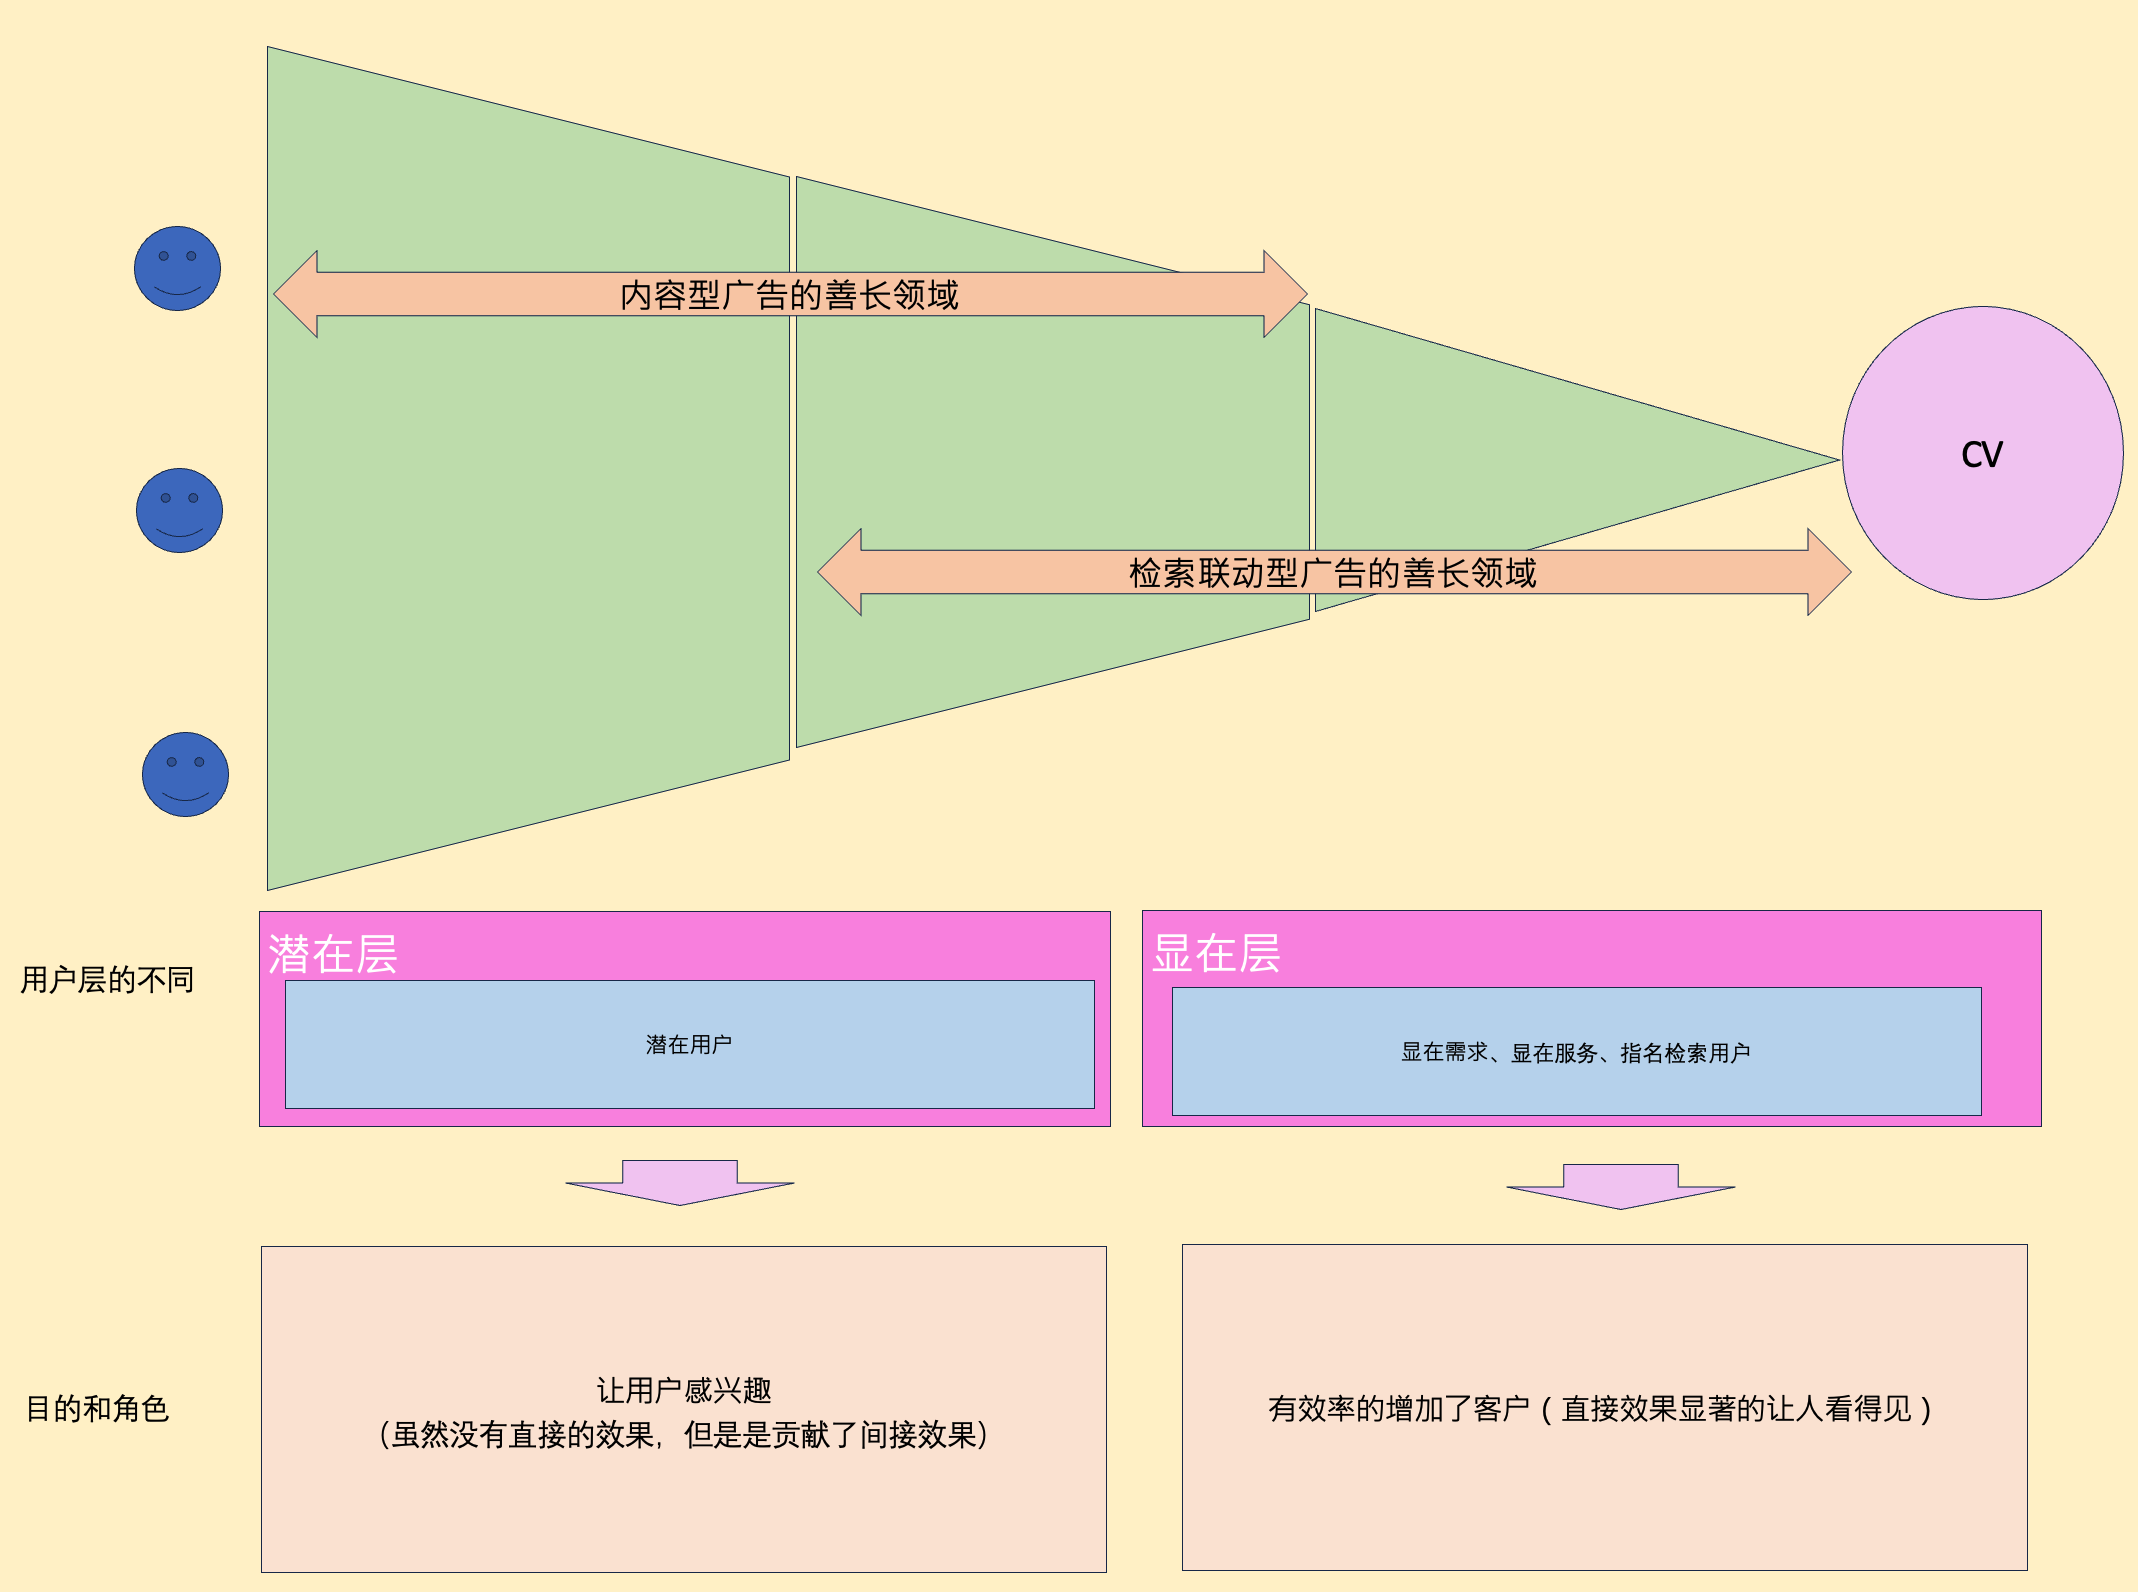 内容型广告的善长领域
CV
检索联动型广告的善长领域
用户层的不同
潜在层
潜在用户
显在层
显在需求、显在服务、指名检索用户
目的和角色
让用户感兴趣
（虽然没有直接的效果，但是是贡献了间接效果）
有效率的增加了客户（直接效果显著的让人看得见）